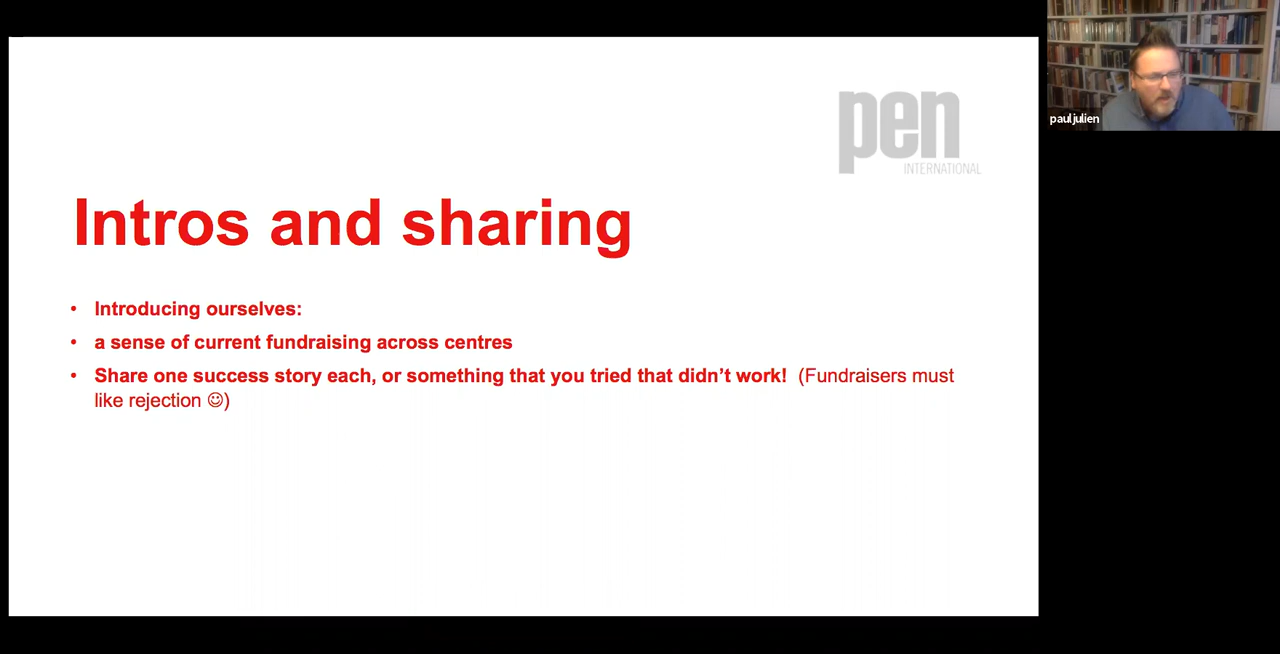 pen
INTERNATIONAL
pauljulien
Intros and sharing
• Introducing ourselves:
• a sense of current fundraising across centres
• Share one success story each, or something that you tried that didn’t work! (Fundraisers must
like rejection ☺)